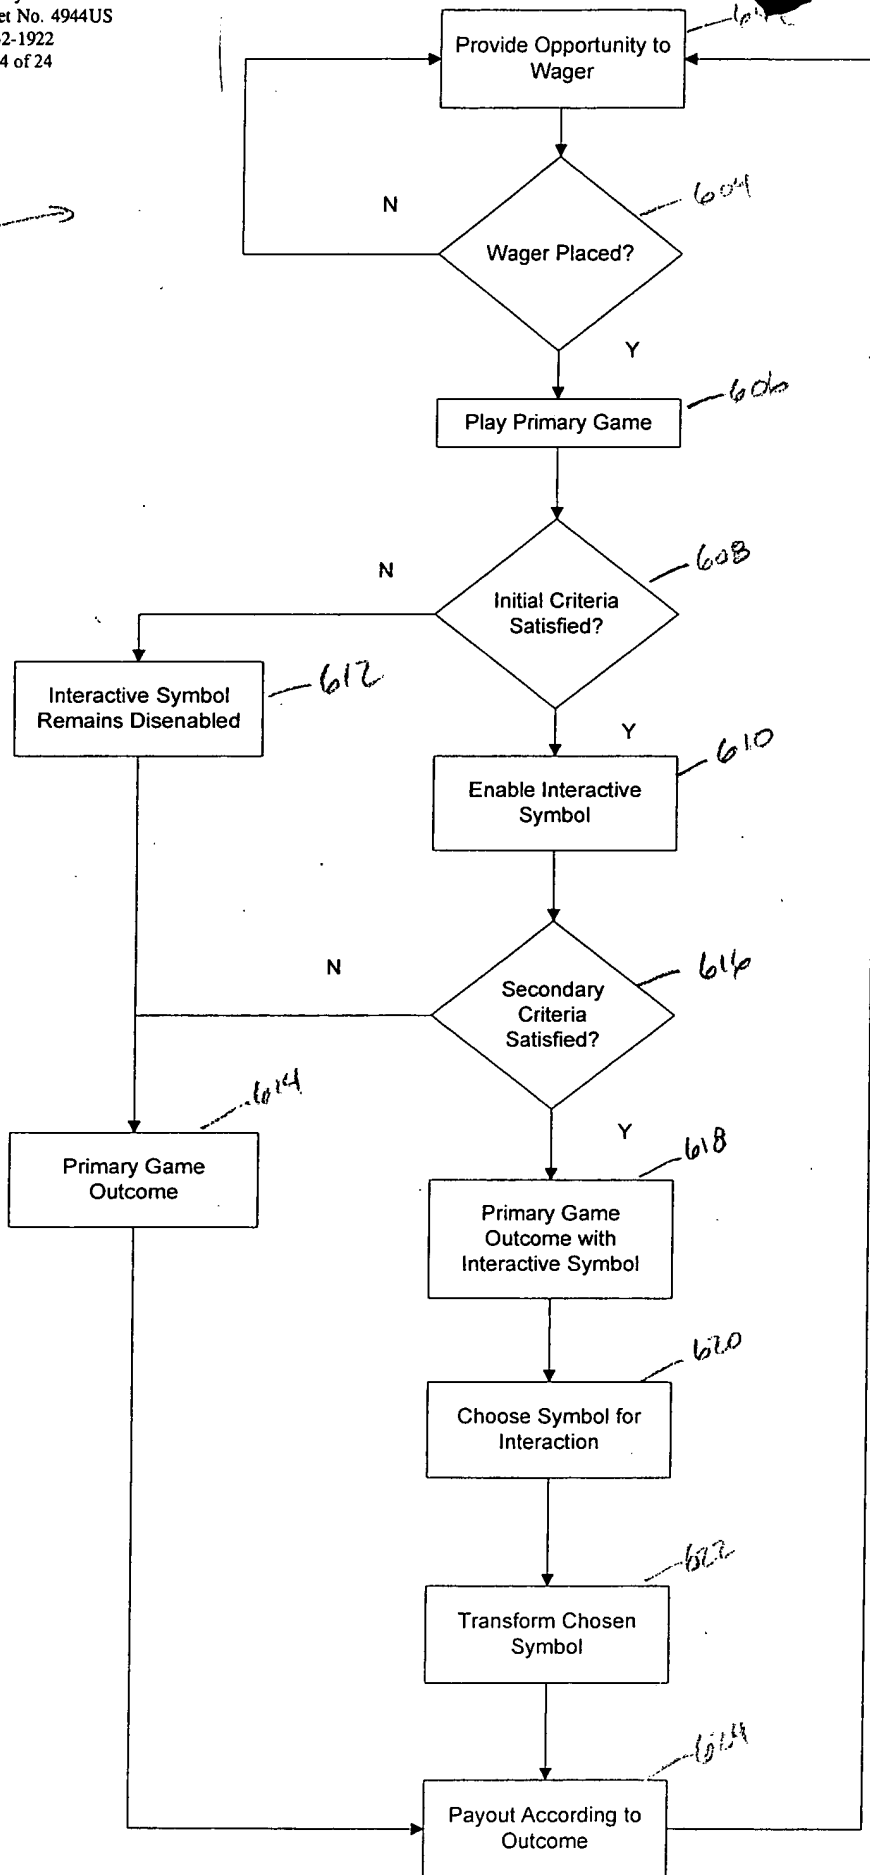 et No. 4944US
2-1922
4 of 24
Provide Opportunity to
Wager
N
604
Wager Placed?
Y
606
Play Primary Game
608
N
Initial Criteria
Satisfied?
612
Interactive Symbol
Remains Disenabled
Y
610
Enable Interactive
Symbol
616
N
Secondary
Criteria
Satisfied?
614
Y
618
Primary Game
Outcome
Primary Game
Outcome with
Interactive Symbol
620
Choose Symbol for
Interaction
622
Transform Chosen
Symbol
624
Payout According to
Outcome